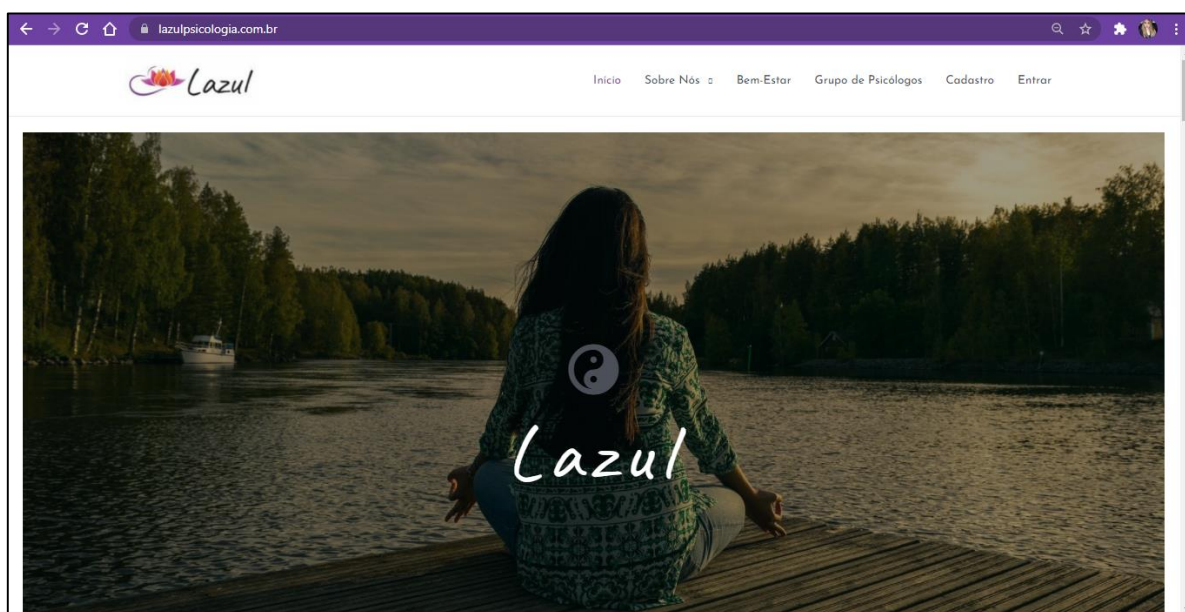 lazulpsicologia.com.br
Lazul
Início Sobre Nós Bem-Estar Grupo de Psicólogos Cadastro Entrar
Lazul